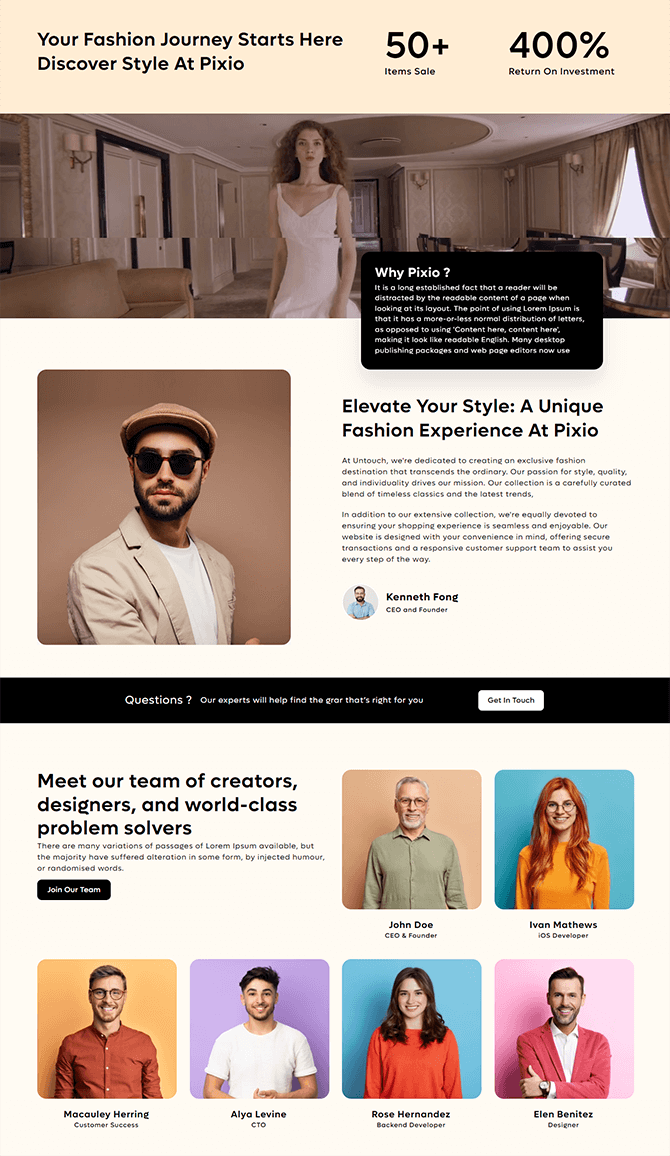 Your Fashion Journey Starts Here
Discover Style At Pixio
50+
Items Sale
400%
Return On Investment
Why Pixio ?
It is a long established fact that a reader will be
distracted by the readable content of a page when
looking at its layout. The point of using Lorem Ipsum is
that it has a more-or-less normal distribution of letters,
as opposed to using 'Content here, content here',
making it look like readable English. Many desktop
publishing packages and web page editors now use
Elevate Your Style: A Unique
Fashion Experience At Pixio
At Untouch, we're dedicated to creating an exclusive fashion
destination that transcends the ordinary. Our passion for style, quality,
and individuality drives our mission. Our collection is a carefully curated
blend of timeless classics and the latest trends,
In addition to our extensive collection, we're equally devoted to
ensuring your shopping experience is seamless and enjoyable. Our
website is designed with your convenience in mind, offering secure
transactions and a responsive customer support team to assist you
every step of the way.
Kenneth Fong
CEO and Founder
Questions ?
Our experts will help find the grar that's right for you
Get In Touch
Meet our team of creators,
designers, and world-class
problem solvers
There are many variations of passages of Lorem Ipsum available, but
the majority have suffered alteration in some form, by injected humour,
or randomised words.
Join Our Team
John Doe
CEO & Founder
Ivan Mathews
iOS Developer
Macauley Herring
Customer Success
Alya Levine
CTO
Rose Hernandez
Backend Developer
Elen Benitez
Designer